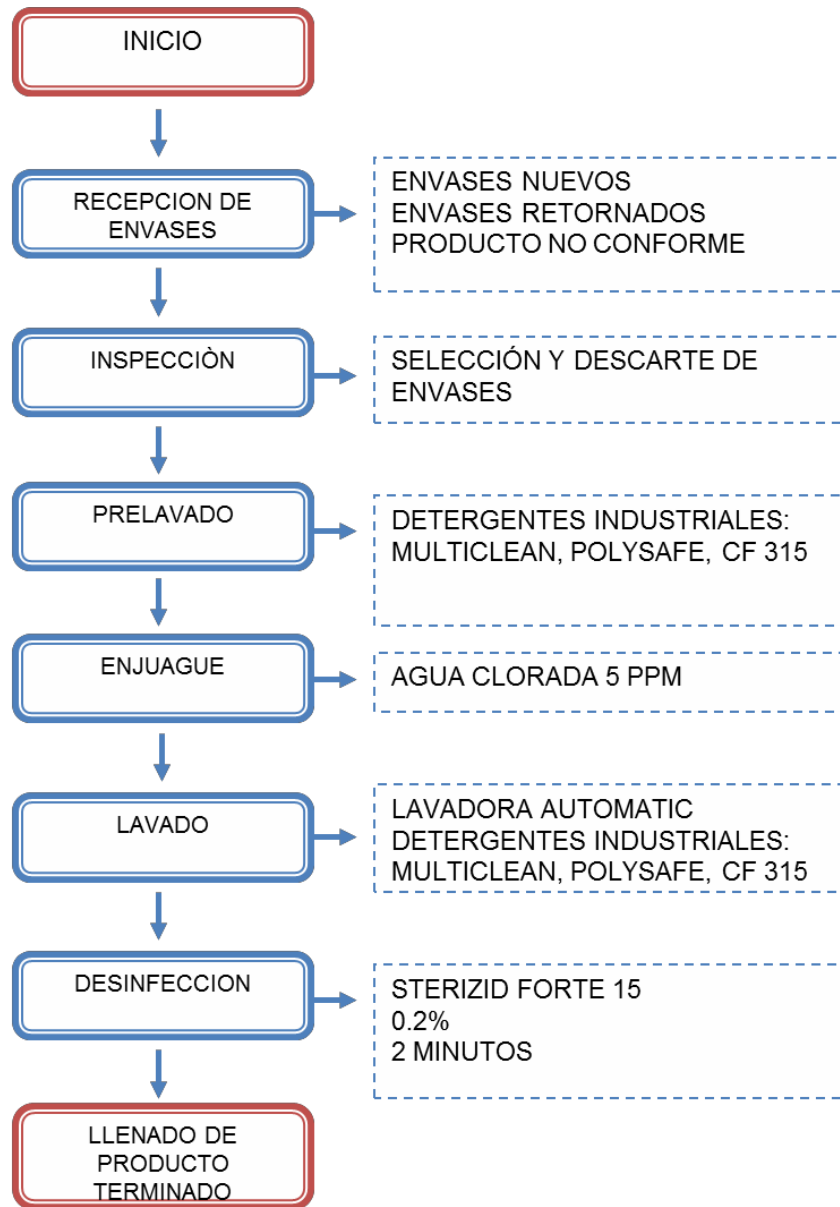 INICIO
RECEPCION DE
ENVASES
ENVASES NUEVOS
ENVASES RETORNADOS
PRODUCTO NO CONFORME
INSPECCIÒN
SELECCIÓN Y DESCARTE DE
ENVASES
PRELAVADO
DETERGENTES INDUSTRIALES:
MULTICLEAN, POLYSAFE, CF 315
ENJUAGUE
AGUA CLORADA 5 PPM
LAVADO
LAVADORA AUTOMATIC
DETERGENTES INDUSTRIALES:
MULTICLEAN, POLYSAFE, CF 315
DESINFECCION
STERIZID FORTE 15
0.2%
2 MINUTOS
LLENADO DE
PRODUCTO
TERMINADO